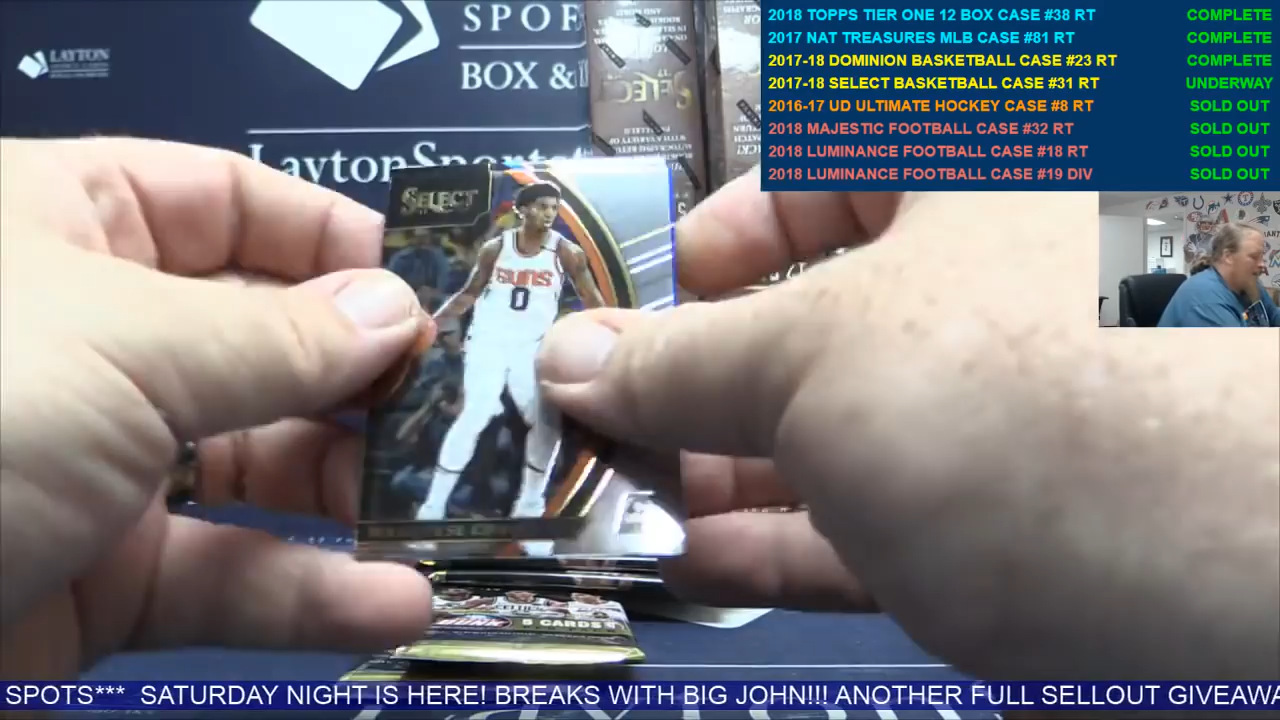 LAYTON
SPOR
BOX &
LaytonSports
SELECT
2018 TOPPS TIER ONE 12 BOX CASE #38 RT COMPLETE
2017 NAT TREASURES MLB CASE #81 RT COMPLETE
2017-18 DOMINION BASKETBALL CASE #23 RT COMPLETE
2017-18 SELECT BASKETBALL CASE #31 RT UNDERWAY
2016-17 UD ULTIMATE HOCKEY CASE #8 RT SOLD OUT
2018 MAJESTIC FOOTBALL CASE #32 RT SOLD OUT
2018 LUMINANCE FOOTBALL CASE #18 RT SOLD OUT
2018 LUMINANCE FOOTBALL CASE #19 DIV SOLD OUT
SELECT
SUNS
0
5 CARDS
SPOTS*** SATURDAY NIGHT IS HERE! BREAKS WITH BIG JOHN!!! ANOTHER FULL SELLOUT GIVEAWA